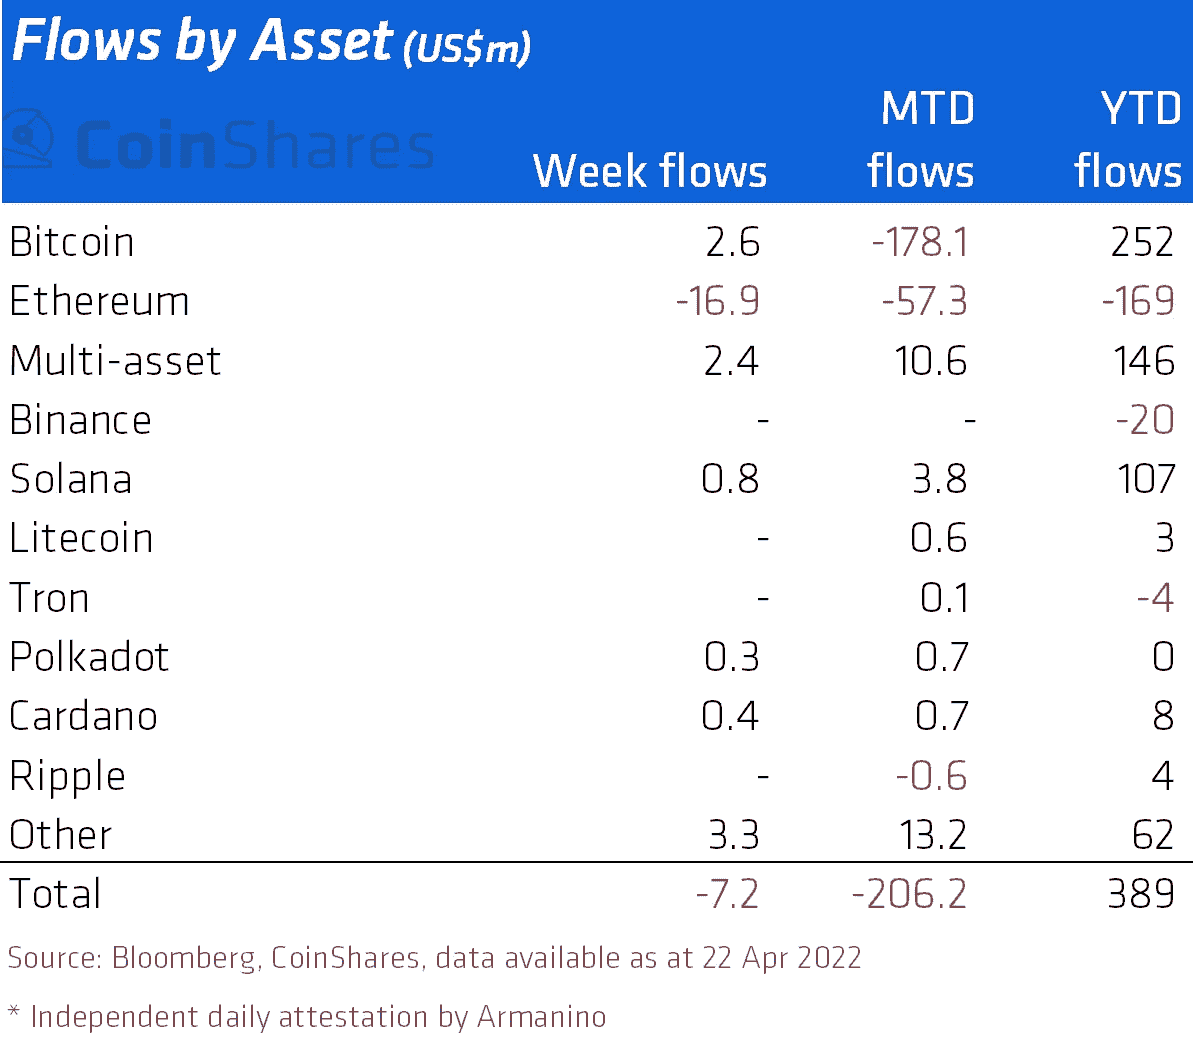 Flows by Asset (US$m)
CoinShares
MTD YTD
Week flows flows flows
Bitcoin 2.6 -178.1 252
Ethereum -16.9 -57.3 -169
Multi-asset 2.4 10.6 146
Binance - - -20
Solana 0.8 3.8 107
Litecoin - 0.6 3
Tron - 0.1 -4
Polkadot 0.3 0.7 0
Cardano 0.4 0.7 8
Ripple - -0.6 4
Other 3.3 13.2 62
Total -7.2 -206.2 389
Source: Bloomberg, CoinShares, data available as at 22 Apr 2022
* Independent daily attestation by Armanino